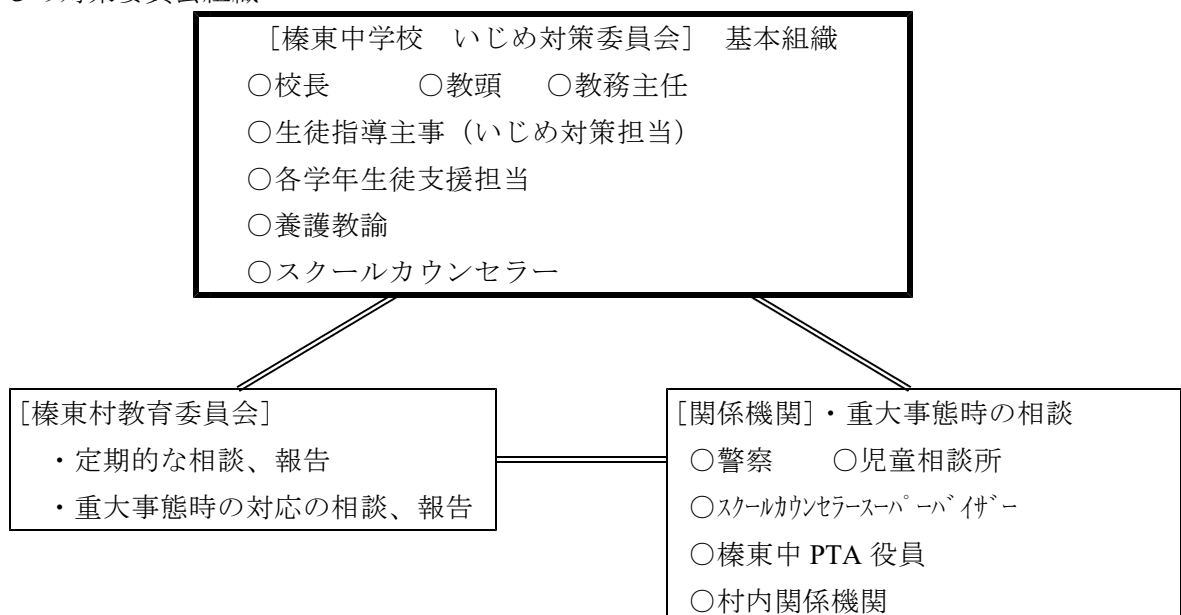 [榛東中学校　いじめ対策委員会]　基本組織
○校長　　○教頭　○教務主任
○生徒指導主事（いじめ対策担当）
○各学年生徒支援担当
○養護教諭
○スクールカウンセラー
[榛東村教育委員会]
・定期的な相談、報告
・重大事態時の対応の相談、報告
[関係機関]・重大事態時の相談
○警察　　○児童相談所
○ｽｸｰﾙｶｳﾝｾﾗｰｽｰﾊﾟｰﾊﾞｲｻﾞｰ
○榛東中 PTA 役員
○村内関係機関